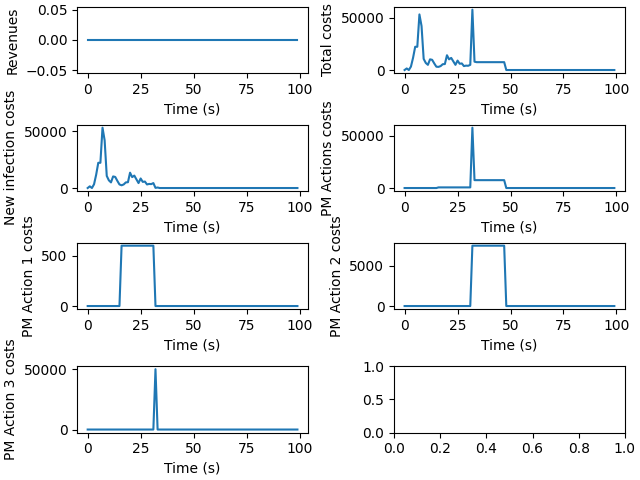 Revenues
0.05
0.00
−0.05
0 25 50 75 100
Time (s)
Total costs
50000
0
0 25 50 75 100
Time (s)
New infection costs
50000
0
0 25 50 75 100
Time (s)
PM Actions costs
50000
0
0 25 50 75 100
Time (s)
PM Action 1 costs
500
0
0 25 50 75 100
Time (s)
PM Action 2 costs
5000
0
0 25 50 75 100
Time (s)
PM Action 3 costs
50000
0
0 25 50 75 100
Time (s)
1.0
0.5
0.0
0.0 0.2 0.4 0.6 0.8 1.0